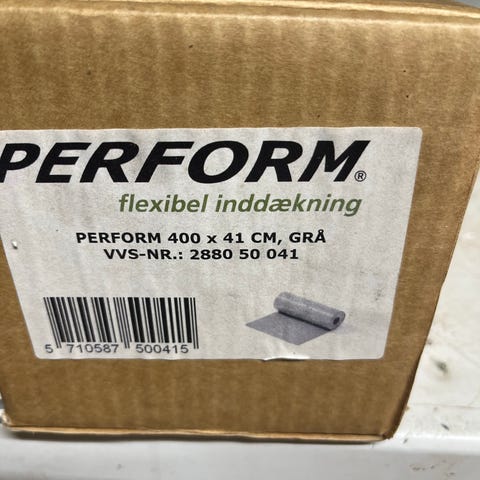 PERFORM®
flexibel inddækning
PERFORM 400 x 41 CM, GRÅ
VVS-NR.: 2880 50 041
5 710587 500415